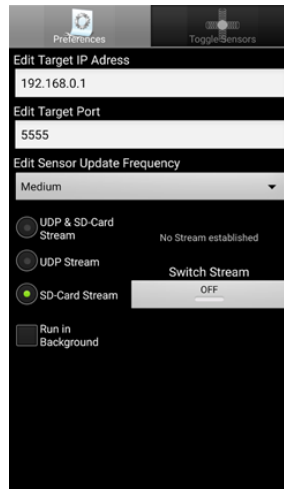 Preferences
Toggle Sensors
Edit Target IP Adress
192.168.0.1
Edit Target Port
5555
Edit Sensor Update Frequency
Medium
UDP & SD-Card
Stream
No Stream established
UDP Stream
Switch Stream
SD-Card Stream
OFF
Run in
Background